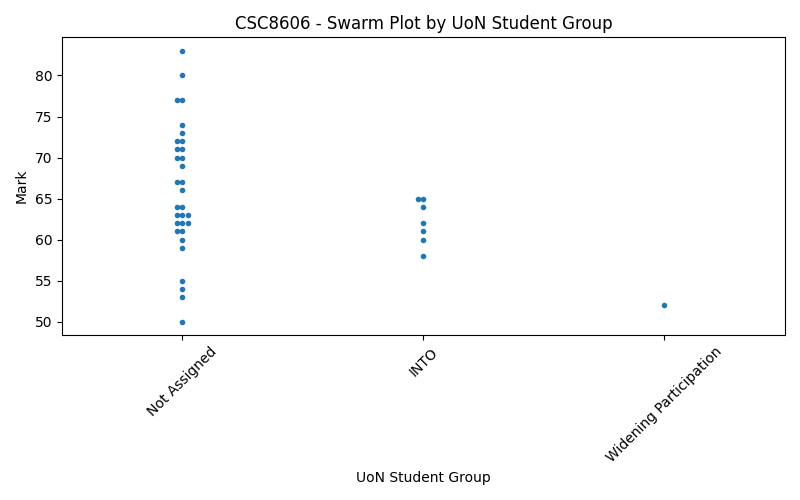 CSC8606 - Swarm Plot by UoN Student Group
Mark
80
75
70
65
60
55
50
Not Assigned
INTO
Widening Participation
UoN Student Group